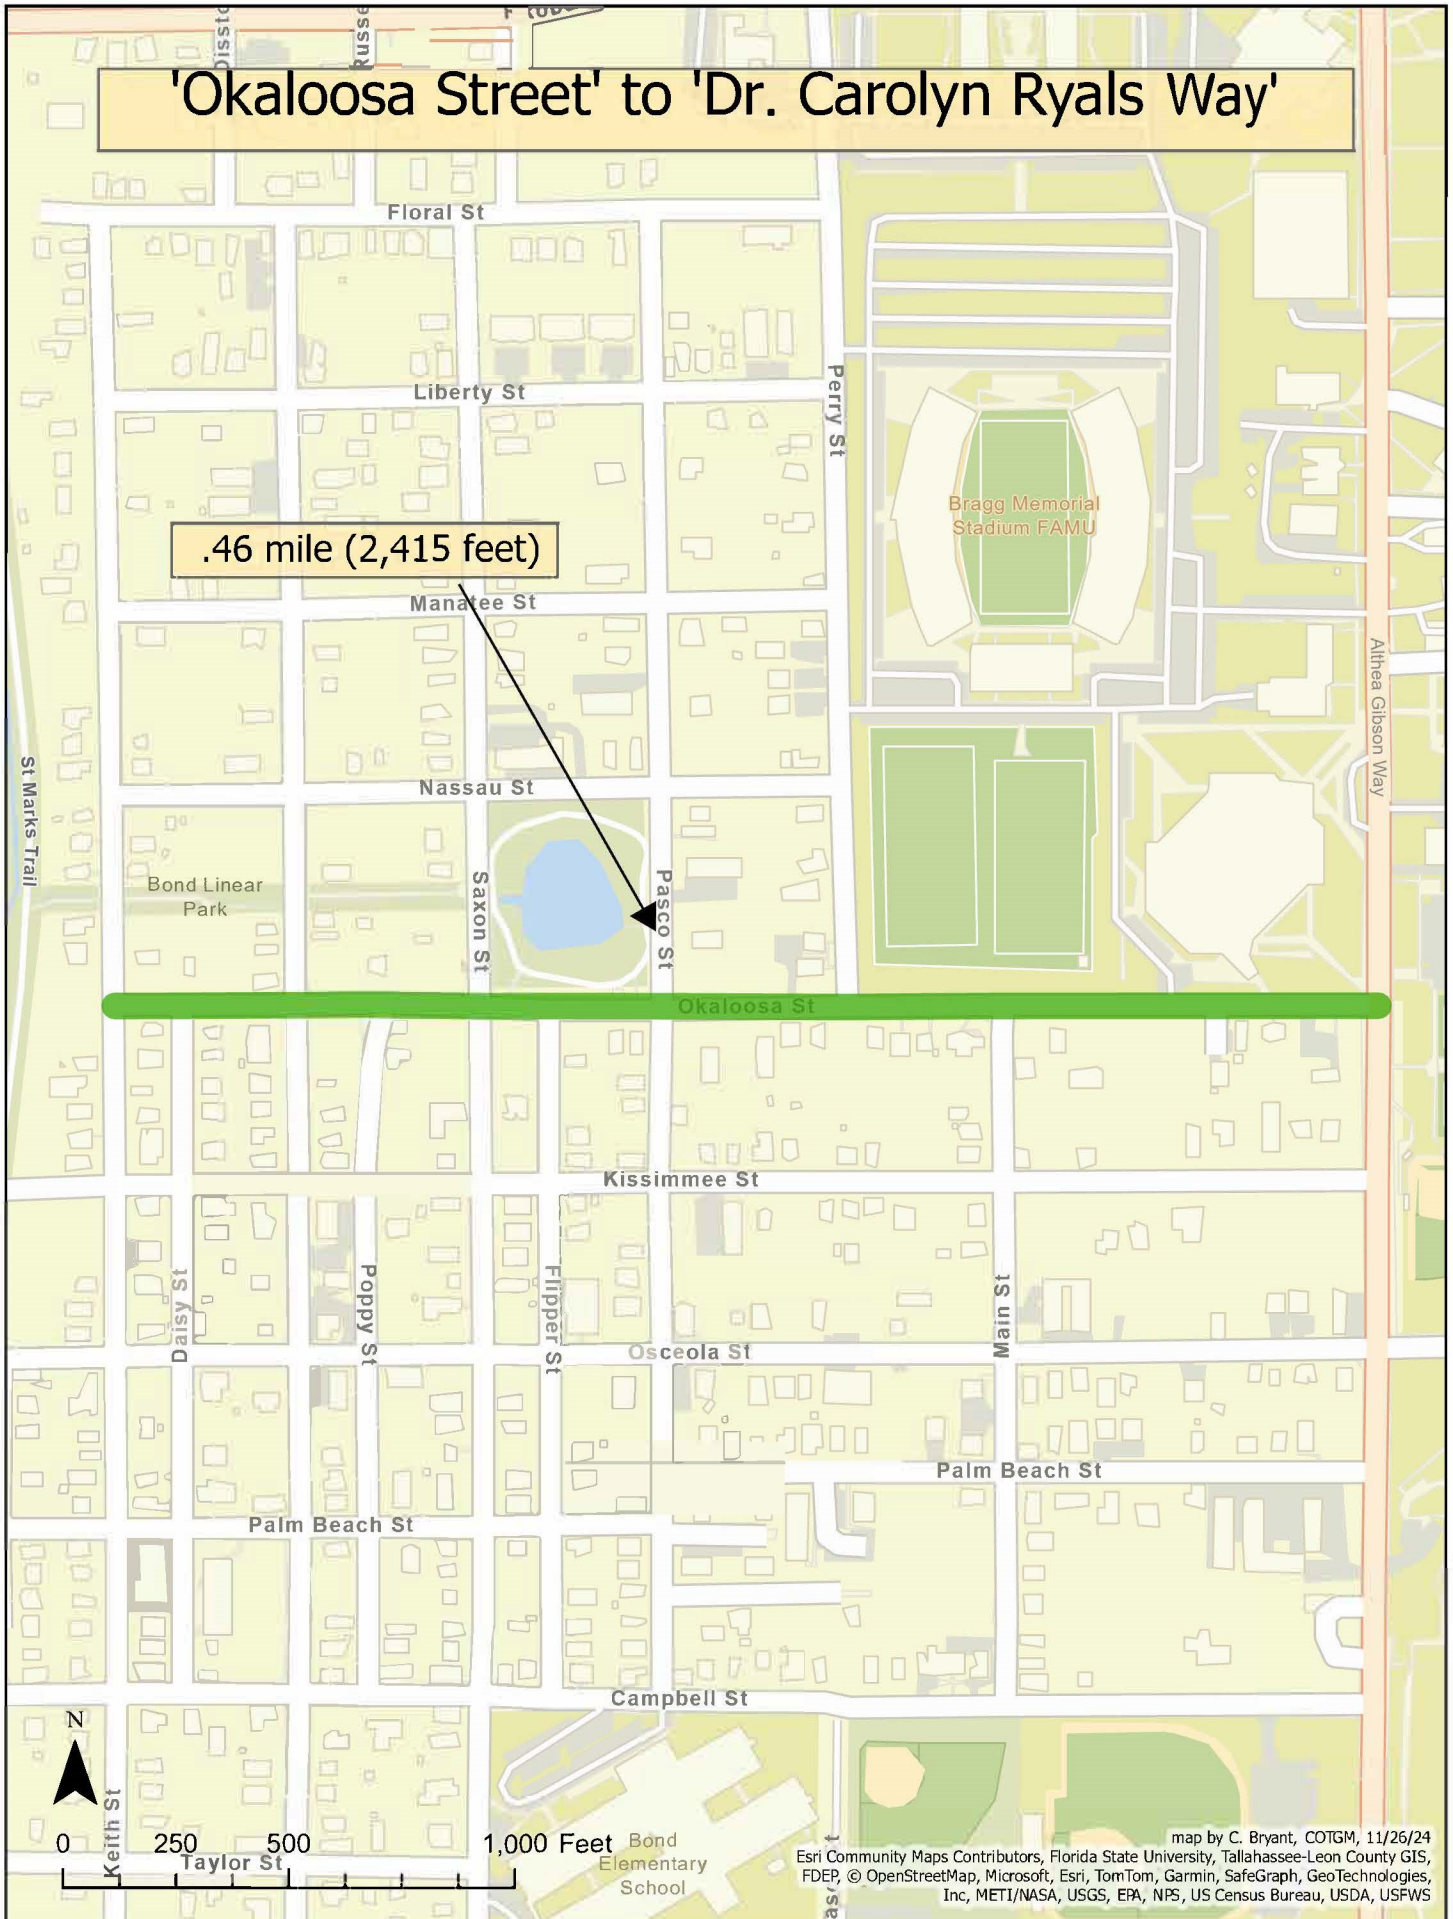 'Okaloosa Street' to 'Dr. Carolyn Ryals Way'
Floral St
Liberty St
Perry St
Bragg Memorial
Stadium FAMU
.46 mile (2,415 feet)
Manatee St
Althea Gibson Way
Nassau St
St Marks Trail
Bond Linear
Park
Saxon St
Pasco St
Okaloosa St
Kissimmee St
Daisy St
Poppy St
Flipper St
Main St
Osceola St
Palm Beach St
Palm Beach St
Campbell St
N
Keith St
0 250 500 1,000 Feet
Taylor St
Bond
Elementary
School
map by C. Bryant, COTGM, 11/26/24
Esri Community Maps Contributors, Florida State University, Tallahassee-Leon County GIS,
FDEP, © OpenStreetMap, Microsoft, Esri, TomTom, Garmin, SafeGraph, GeoTechnologies,
Inc, METI/NASA, USGS, EPA, NPS, US Census Bureau, USDA, USFWS